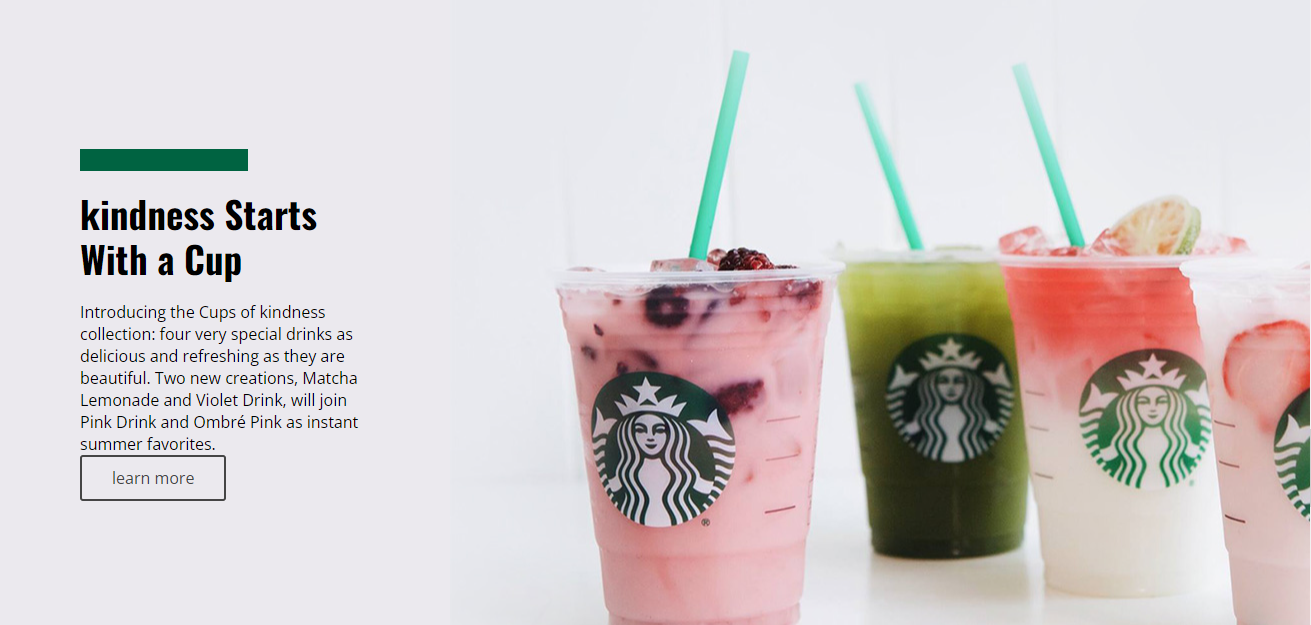 kindness Starts
With a Cup
Introducing the Cups of kindness
collection: four very special drinks as
delicious and refreshing as they are
beautiful. Two new creations, Matcha
Lemonade and Violet Drink, will join
Pink Drink and Ombré Pink as instant
summer favorites.
learn more
®